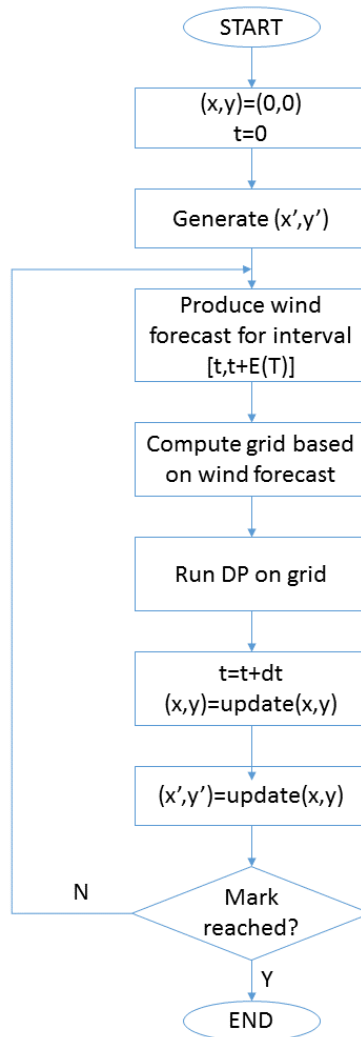 START
(x,y)=(0,0)
t=0
Generate (x’,y’)
Produce wind
forecast for interval
[t,t+E(T)]
Compute grid based
on wind forecast
Run DP on grid
t=t+dt
(x,y)=update(x,y)
(x’,y’)=update(x,y)
N
Mark
reached?
Y
END